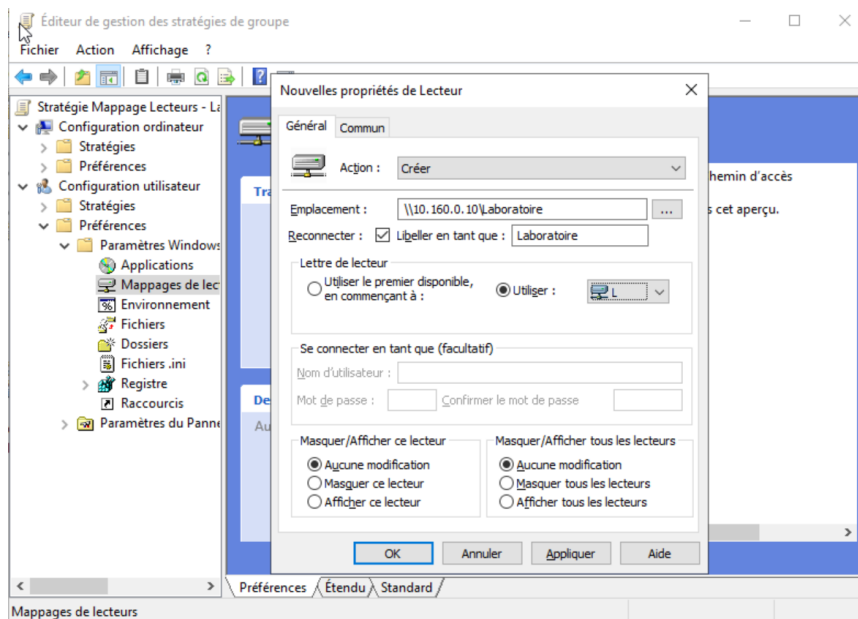 Éditeur de gestion des stratégies de groupe
Fichier Action Affichage ?
Stratégie Mappage Lecteurs - La
Configuration ordinateur
Stratégies
Préférences
Configuration utilisateur
Stratégies
Préférences
Paramètres Windows
Applications
Mappages de lec
Environnement
Fichiers
Dossiers
Fichiers .ini
Registre
Raccourcis
Paramètres du Panne
Nouvelles propriétés de Lecteur
Général Commun
Action : Créer
Emplacement : \\10.160.0.10\Laboratoire ...
Reconnecter : Libeller en tant que : Laboratoire
Lettre de lecteur
Utiliser le premier disponible,
en commençant à :
Utiliser : L
Se connecter en tant que (facultatif)
Nom d'utilisateur :
Mot de passe : Confirmer le mot de passe
Masquer/Afficher ce lecteur
Aucune modification
Masquer ce lecteur
Afficher ce lecteur
Masquer/Afficher tous les lecteurs
Aucune modification
Masquer tous les lecteurs
Afficher tous les lecteurs
OK Annuler Appliquer Aide
Tra
De
Au
hemin d'accès
s cet aperçu.
Préférences Étendu Standard
Mappages de lecteurs